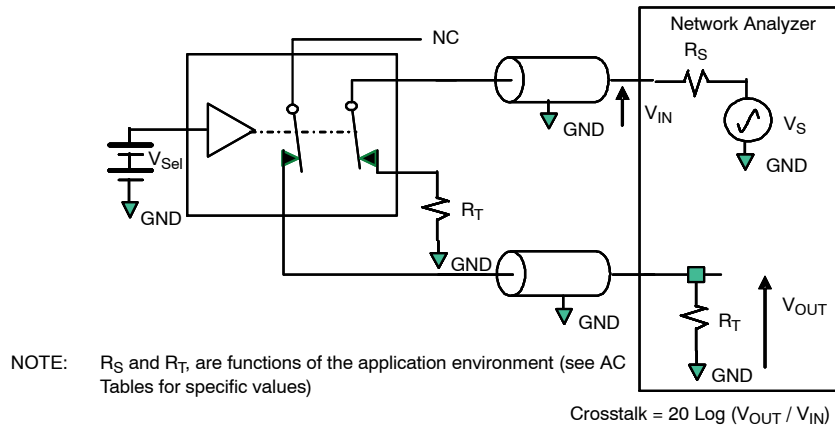 Network Analyzer
NC
R_S
V_IN
V_S
GND
GND
V_Sel
GND
R_T
GND
GND
R_T
V_OUT
GND
NOTE: R_S and R_T, are functions of the application environment (see AC
Tables for specific values)
Crosstalk = 20 Log (V_OUT / V_IN)